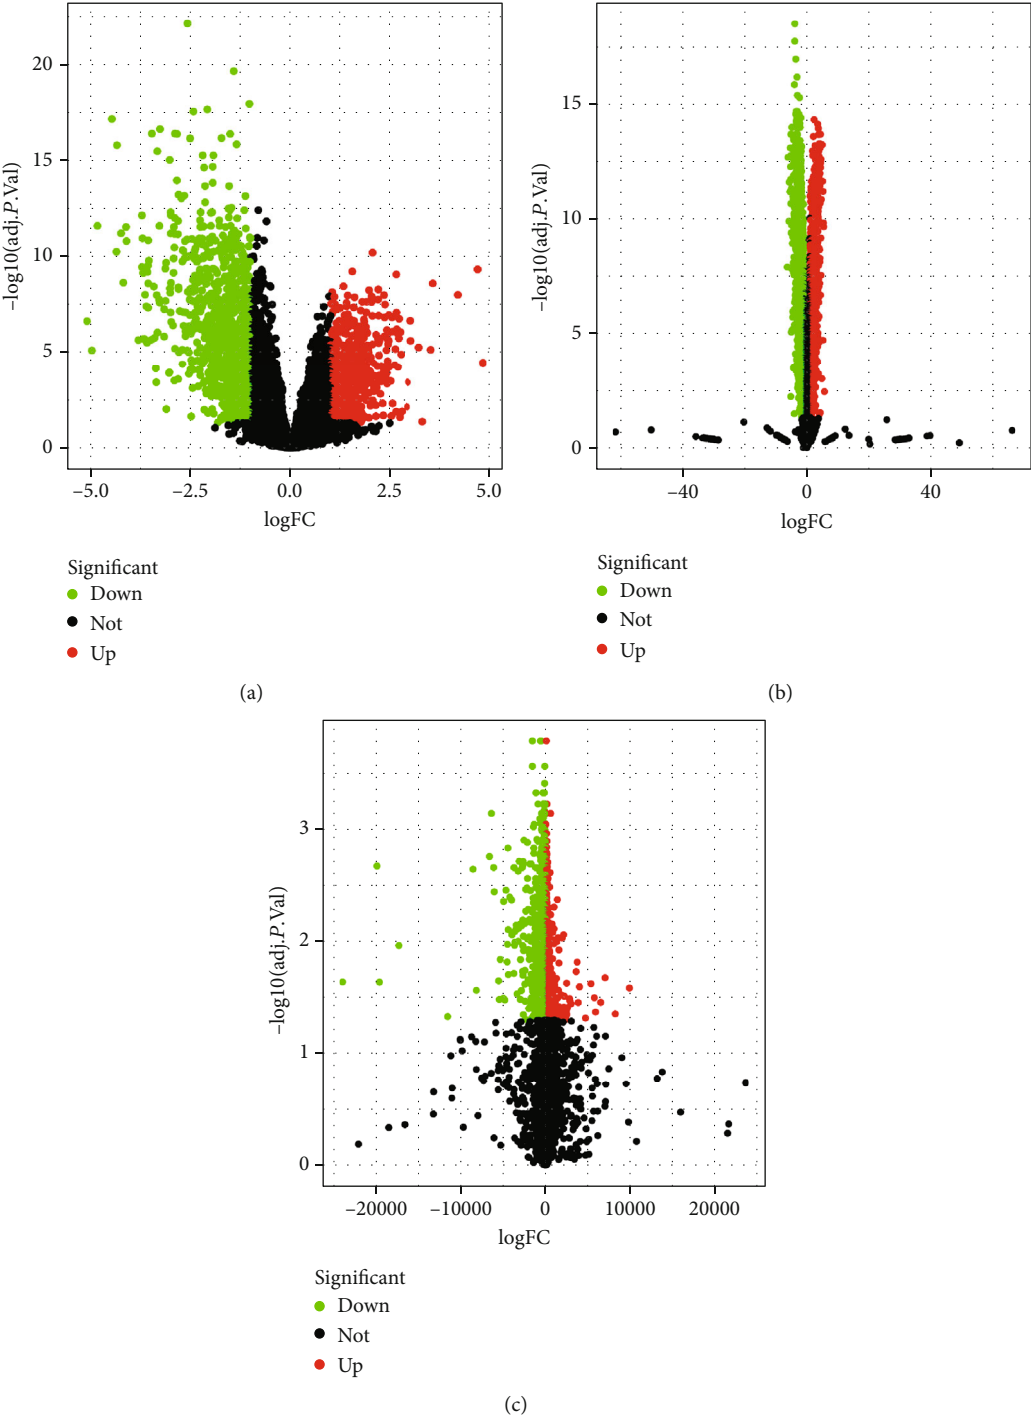 −log10(adj.P.Val)
20
15
10
5
0
−5.0 −2.5 0.0 2.5 5.0
logFC
Significant
Down
Not
Up
(a)
−log10(adj.P.Val)
15
10
5
0
−40 0 40
logFC
Significant
Down
Not
Up
(b)
−log10(adj.P.Val)
3
2
1
0
−20000 −10000 0 10000 20000
logFC
Significant
Down
Not
Up
(c)